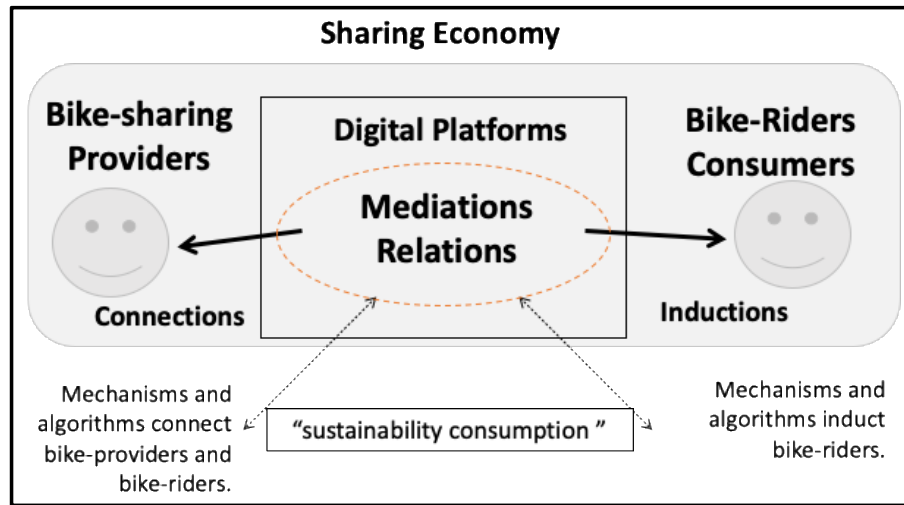 Sharing Economy
Bike-sharing
Providers
Digital Platforms
Bike-Riders
Consumers
Mediations
Relations
Connections
Inductions
Mechanisms and
algorithms connect
bike-providers and
bike-riders.
“sustainability consumption ”
Mechanisms and
algorithms induct
bike-riders.